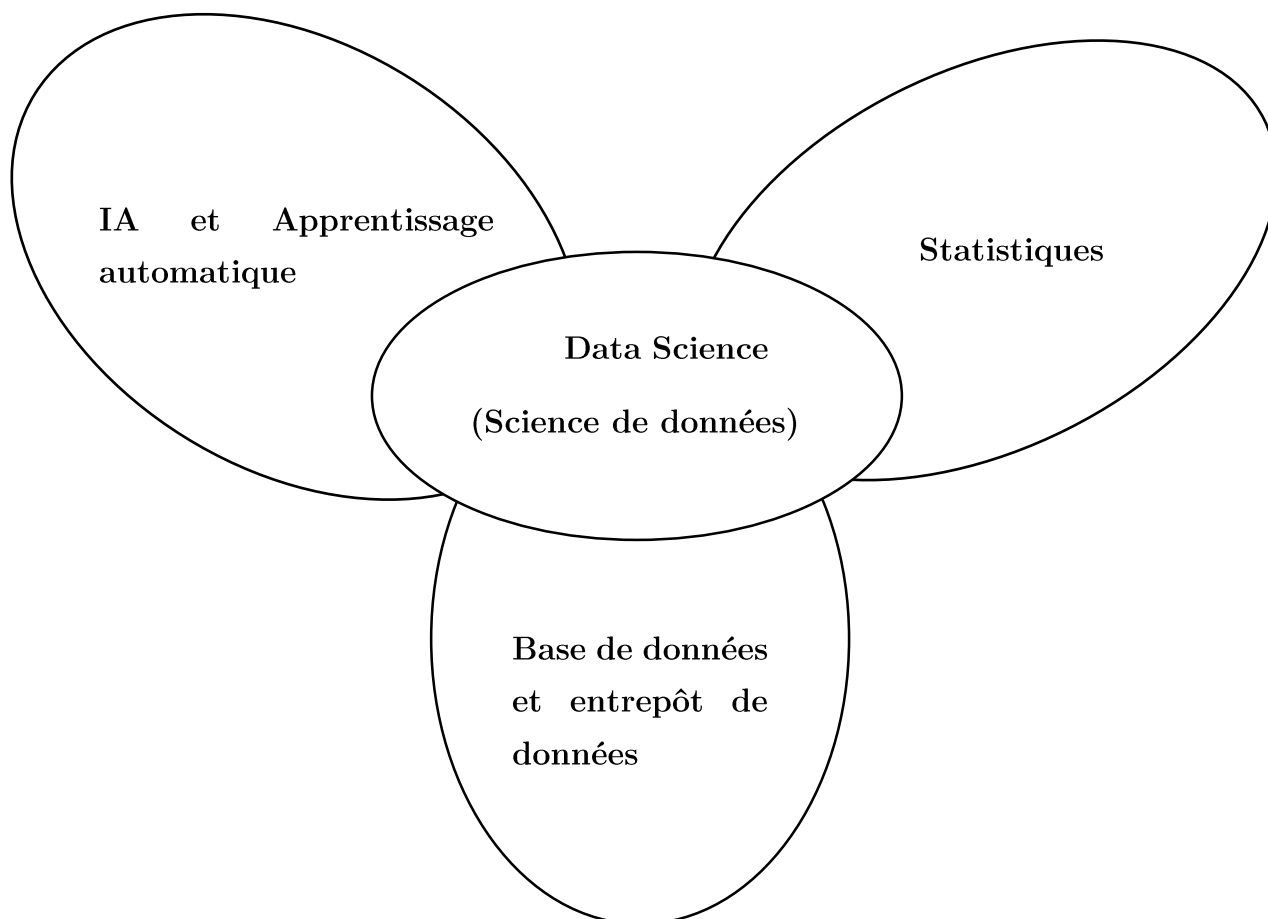 IA et Apprentissage
automatique
Statistiques
Data Science
(Science de données)
Base de données
et entrepôt de
données